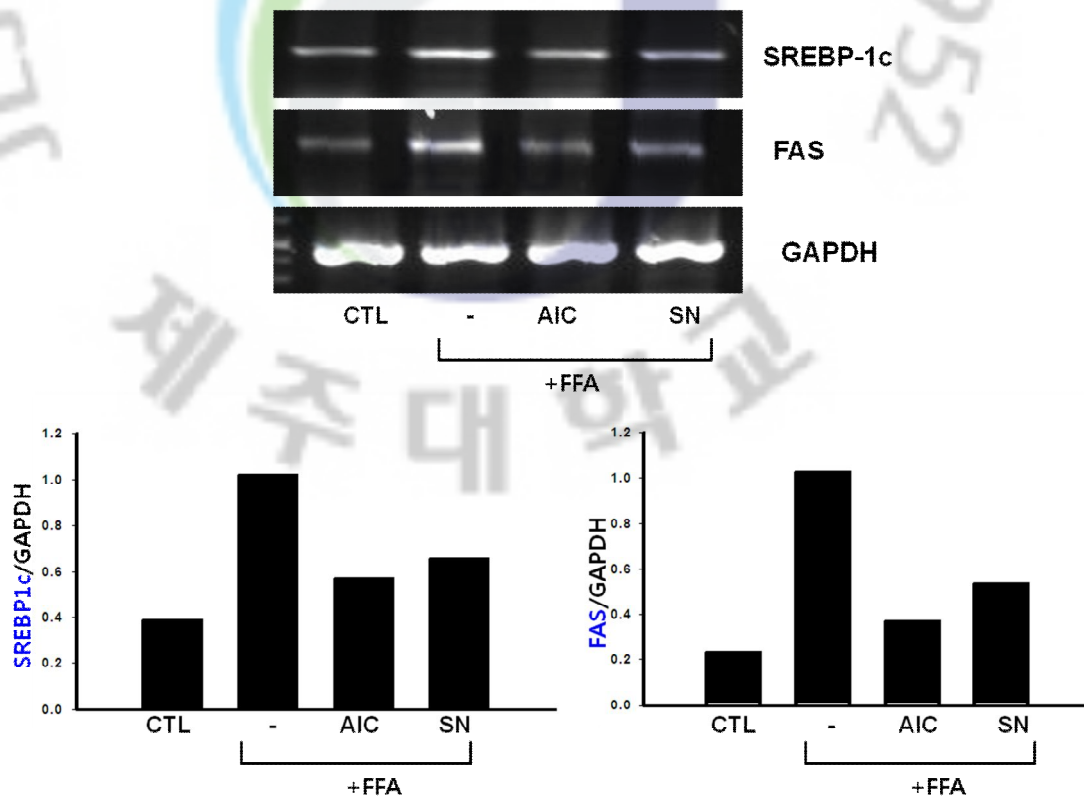 SREBP-1c
FAS
GAPDH
CTL - AIC SN
+FFA
제주대학교
952
1.2
1.0
0.8
0.6
0.4
0.2
0.0
SREBP1c/GAPDH
CTL - AIC SN
+FFA
1.2
1.0
0.8
0.6
0.4
0.2
0.0
FAS/GAPDH
CTL - AIC SN
+FFA